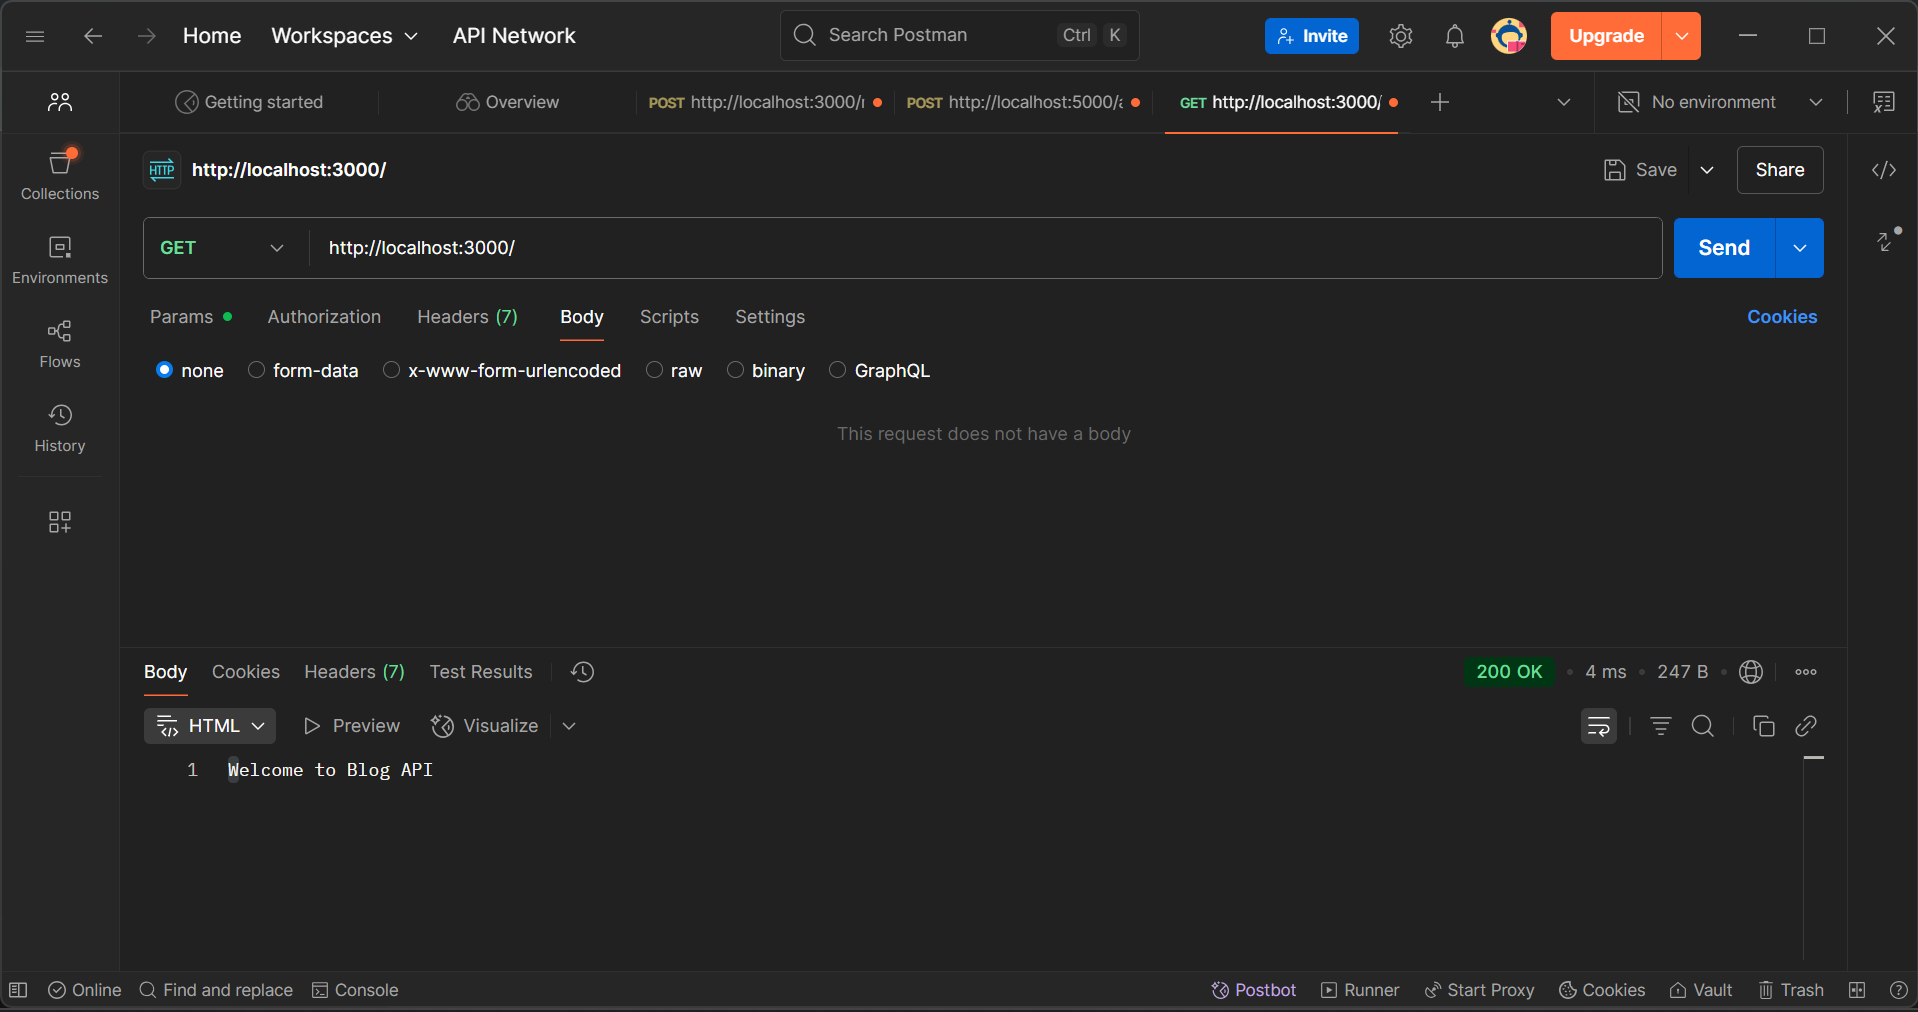 Home Workspaces API Network Search Postman Ctrl K Invite Upgrade
Getting started Overview POST http://localhost:3000/ POST http://localhost:5000/ GET http://localhost:3000/ No environment
HTTP http://localhost:3000/ Save Share
Collections
GET http://localhost:3000/ Send
Environments
Params Authorization Headers (7) Body Scripts Settings Cookies
Flows
none form-data x-www-form-urlencoded raw binary GraphQL
History
This request does not have a body
Body Cookies Headers (7) Test Results 200 OK • 4 ms • 247 B
HTML Preview Visualize
1 Welcome to Blog API
Online Find and replace Console Postbot Runner Start Proxy Cookies Vault Trash